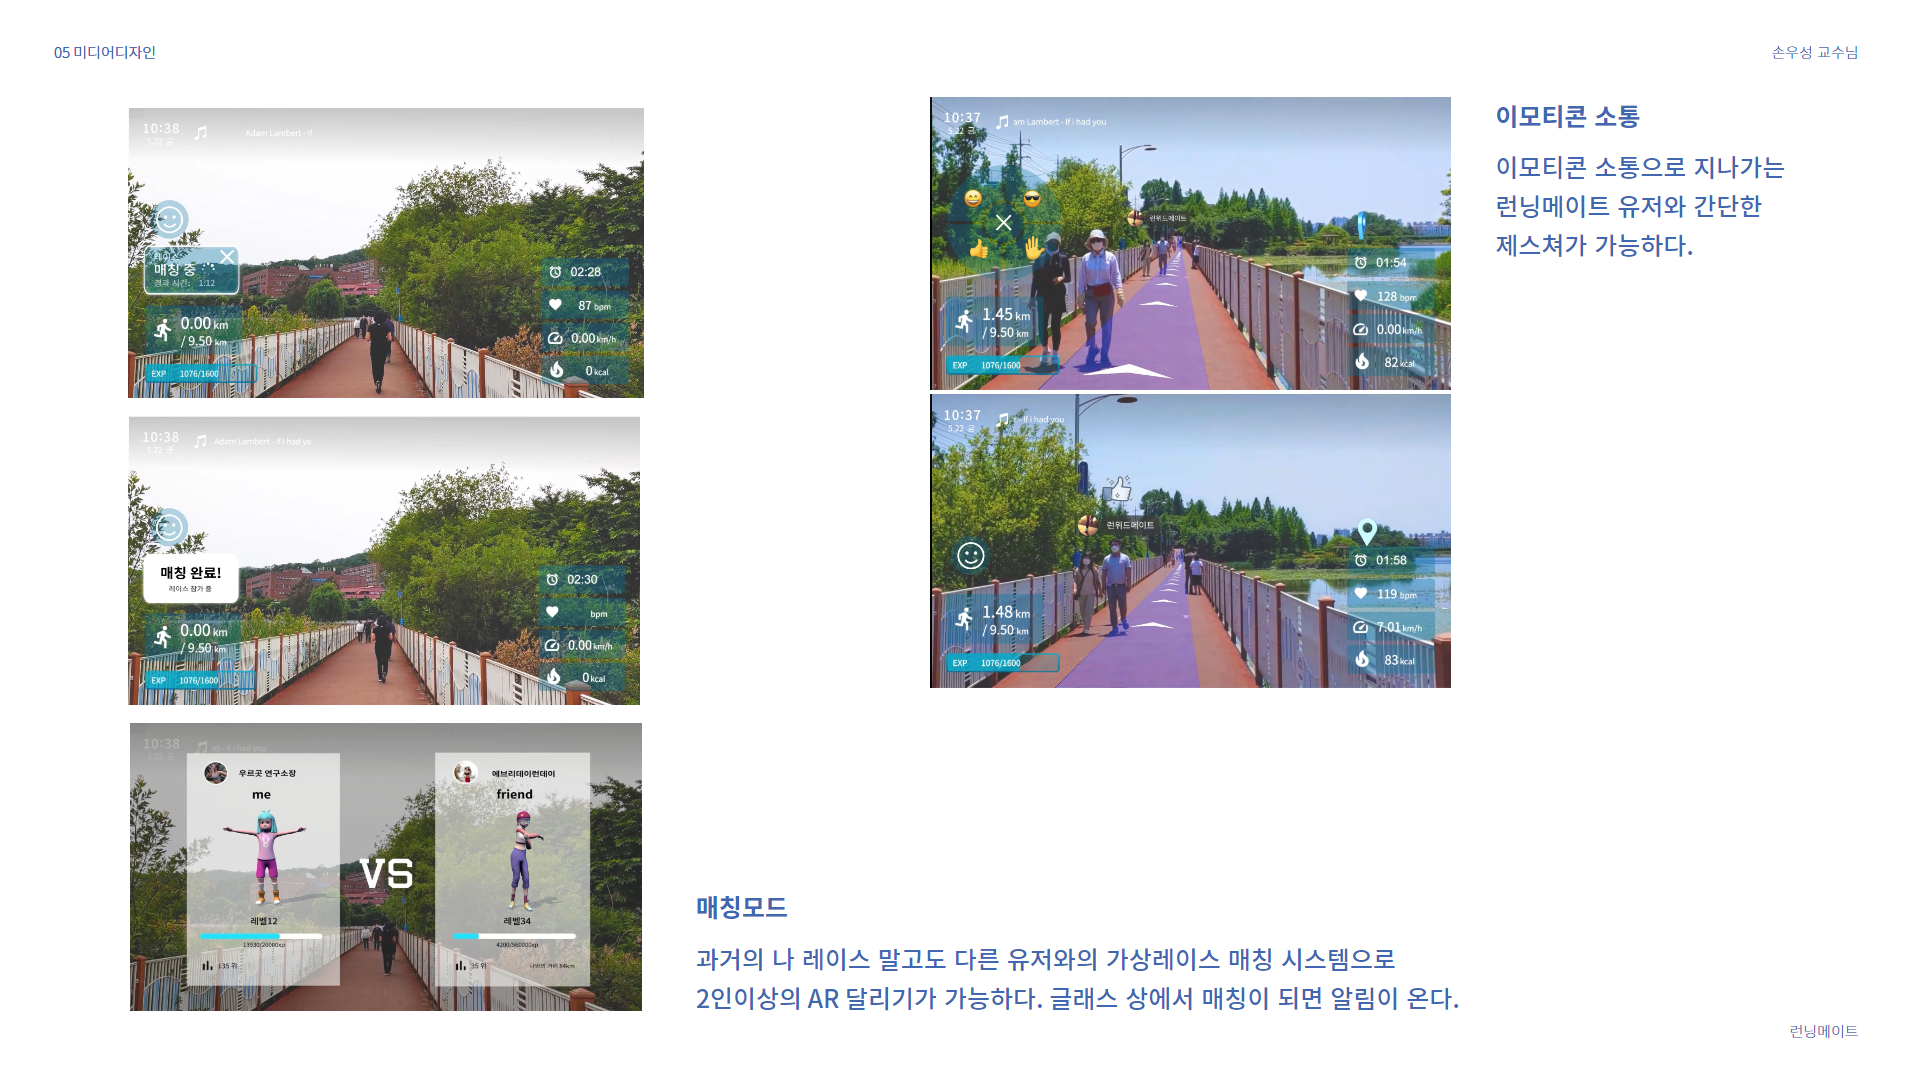 05 미디어디자인
손우성 교수님
10:38
5.22 금
Adam Lambert - If
레이스
매칭 중
경과 시간: 1:12
0.00 km
/ 9.50 km
EXP 1076/1600
02:28
87 bpm
0.00 km/h
0 kcal
10:38
5.22 금
Adam Lambert - If i had yo
매칭 완료!
레이스 참가 중
0.00 km
/ 9.50 km
EXP 1076/1600
02:30
bpm
0.00 km/h
0 kcal
10:38
If i had you
우르곳 연구소장
me
레벨12
13930/20000xp
135 위
VS
에브리데이런데이
friend
레벨34
4200/560000xp
35 위
10:37
5.22 금
am Lambert - If i had you
런위드메이트
1.45 km
/ 9.50 km
EXP 1076/1600
01:54
128 bpm
0.00 km/h
82 kcal
10:37
5.22 금
- If i had you
런위드메이트
1.48 km
/ 9.50 km
EXP 1076/1600
01:58
119 bpm
7.01 km/h
83 kcal
이모티콘 소통
이모티콘 소통으로 지나가는
런닝메이트 유저와 간단한
제스쳐가 가능하다.
매칭모드
과거의 나 레이스 말고도 다른 유저와의 가상레이스 매칭 시스템으로
2인이상의 AR 달리기가 가능하다. 글래스 상에서 매칭이 되면 알림이 온다.
런닝메이트